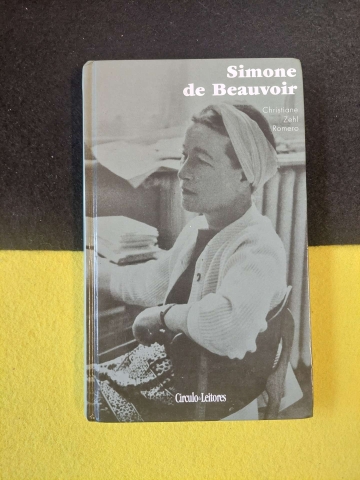 Simone
de Beauvoir
Christiane
Zehl
Romero
Círculo-Leitores